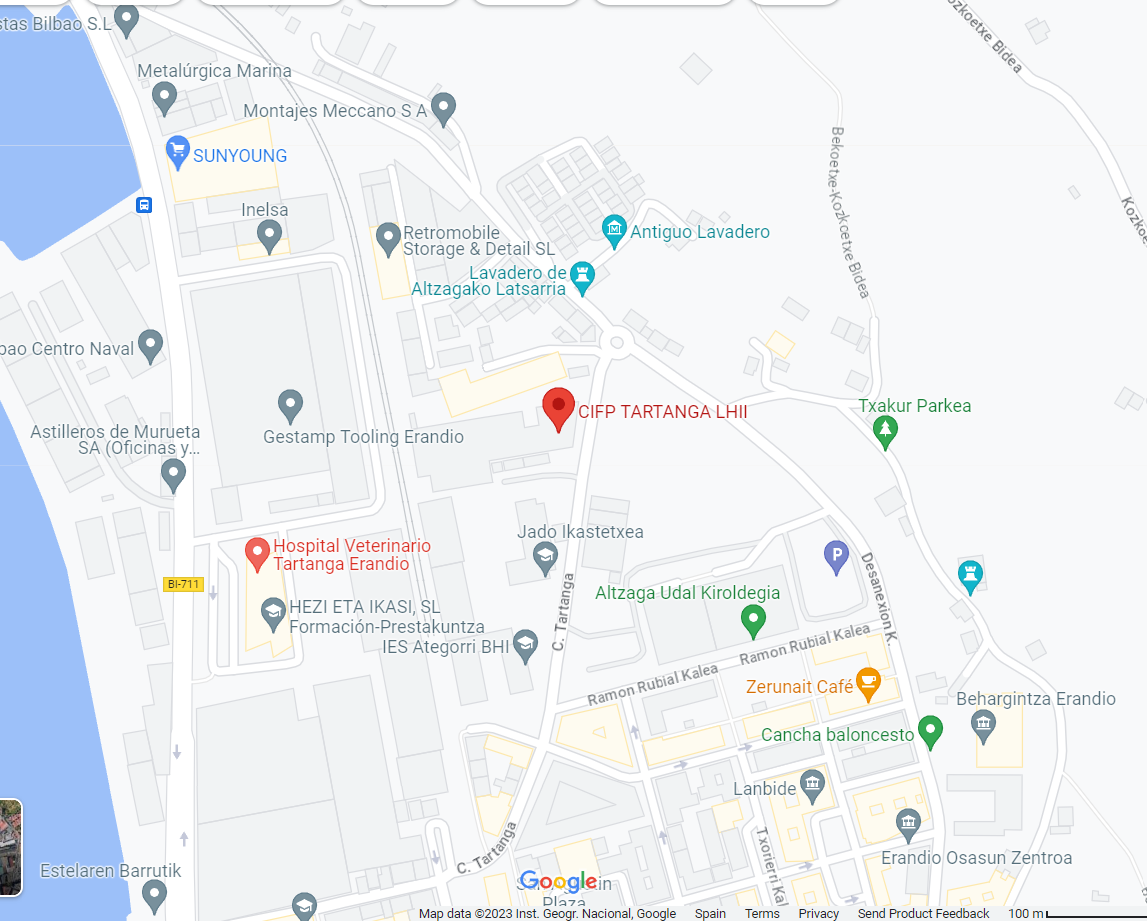 stas Bilbao S.L
Kozkoetxe Bidea
Metalúrgica Marina
Montajes Meccano S A
SUNYOUNG
Bekoetxe-Kozkoetxe Bidea
Inelsa
Retromobile
Storage & Detail SL
Antiguo Lavadero
Lavadero de
Altzagako Latsarria
bao Centro Naval
CIFP TARTANGA LHII
Txakur Parkea
Astilleros de Murueta
SA (Oficinas y...
Gestamp Tooling Erandio
Jado Ikastetxea
Hospital Veterinario
Tartanga Erandio
P
BI-711
Desanexion K.
Altzaga Udal Kiroldegia
C. Tartanga
HEZI ETA IKASI, SL
Formación-Prestakuntza
IES Ategorri BHI
Ramon Rubial Kalea
Ramon Rubial Kalea
Zerunait Café
Behargintza Erandio
Cancha baloncesto
Lanbide
C. Tartanga
Txorierri Kal
Erandio Osasun Zentroa
Estelaren Barrutik
Google
Plaza
Map data ©2023 Inst. Geogr. Nacional, Google Spain Terms Privacy Send Product Feedback 100 m